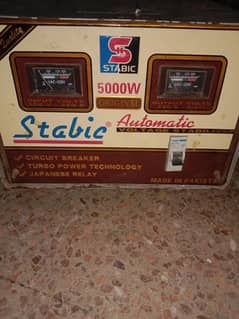 STABIC
5000W
ORIGINAL
Stabic Automatic
VOLTAGE STABILIZER
CIRCUIT BREAKER
TURBO POWER TECHNOLOGY
JAPANESE RELAY
MADE IN PAKISTAN